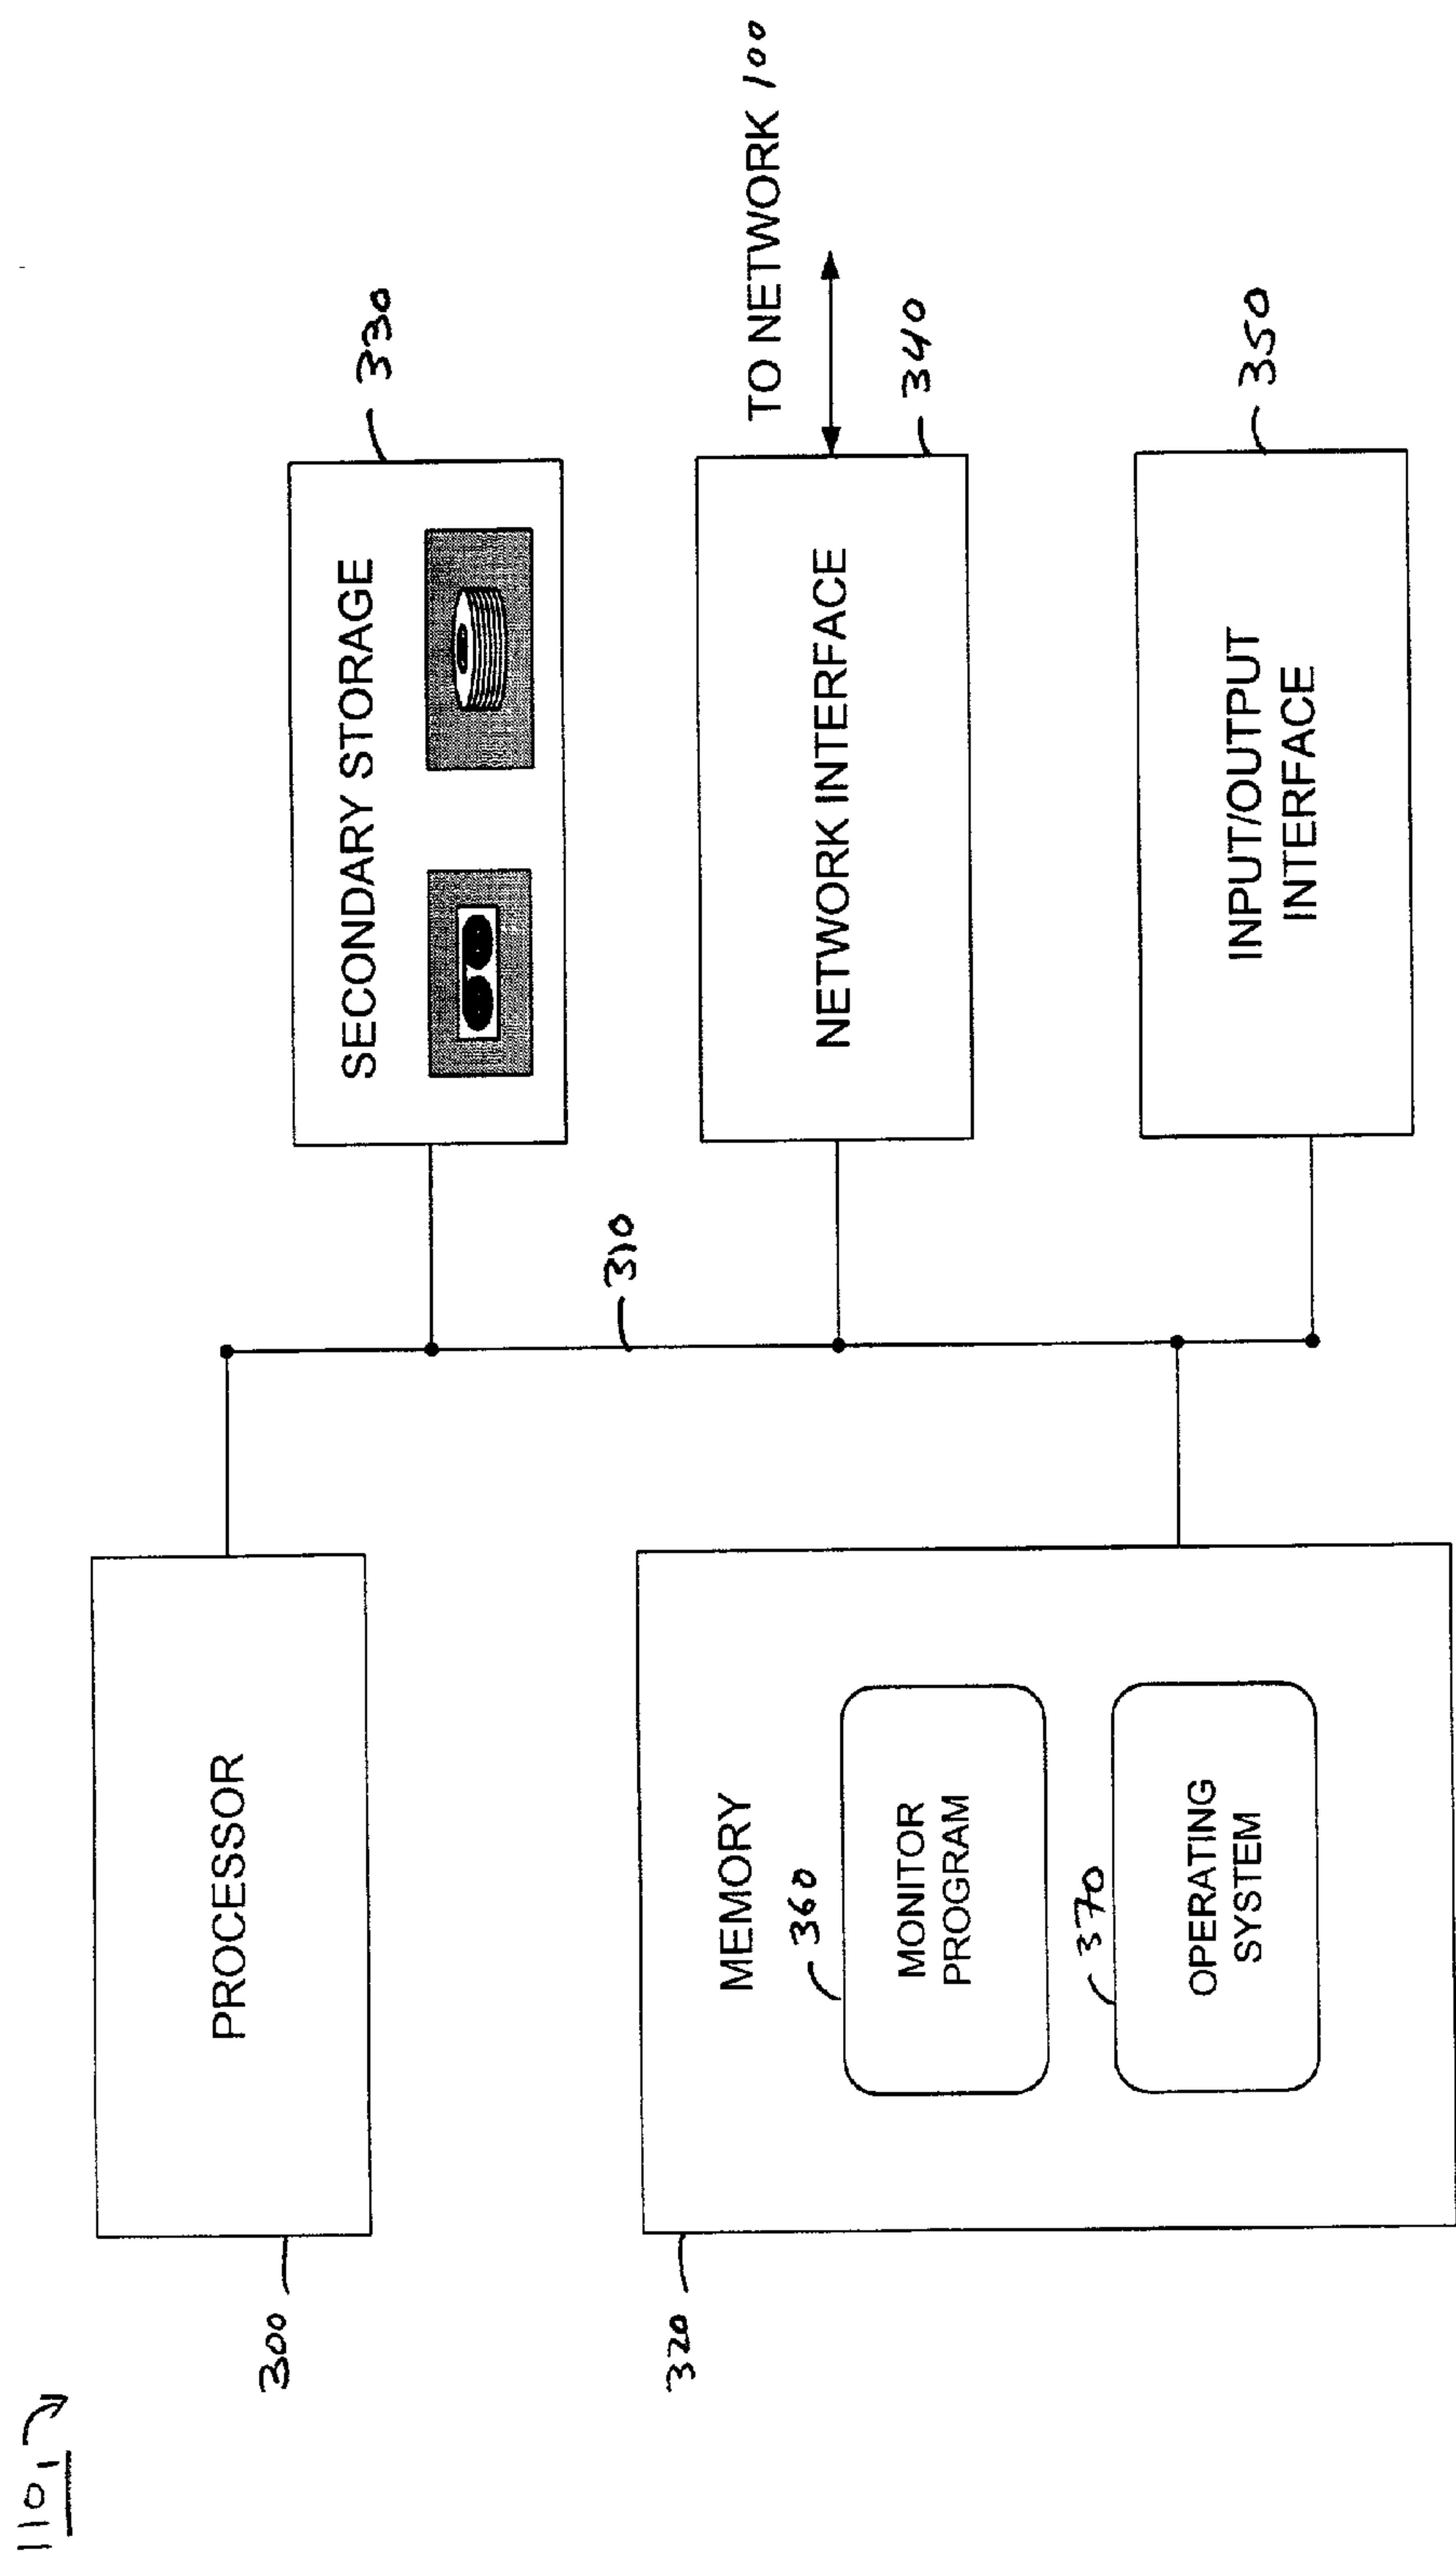 110₁
300
PROCESSOR
320
MEMORY
360
MONITOR
PROGRAM
370
OPERATING
SYSTEM
310
330
SECONDARY STORAGE
TO NETWORK 100
340
NETWORK INTERFACE
350
INPUT/OUTPUT
INTERFACE